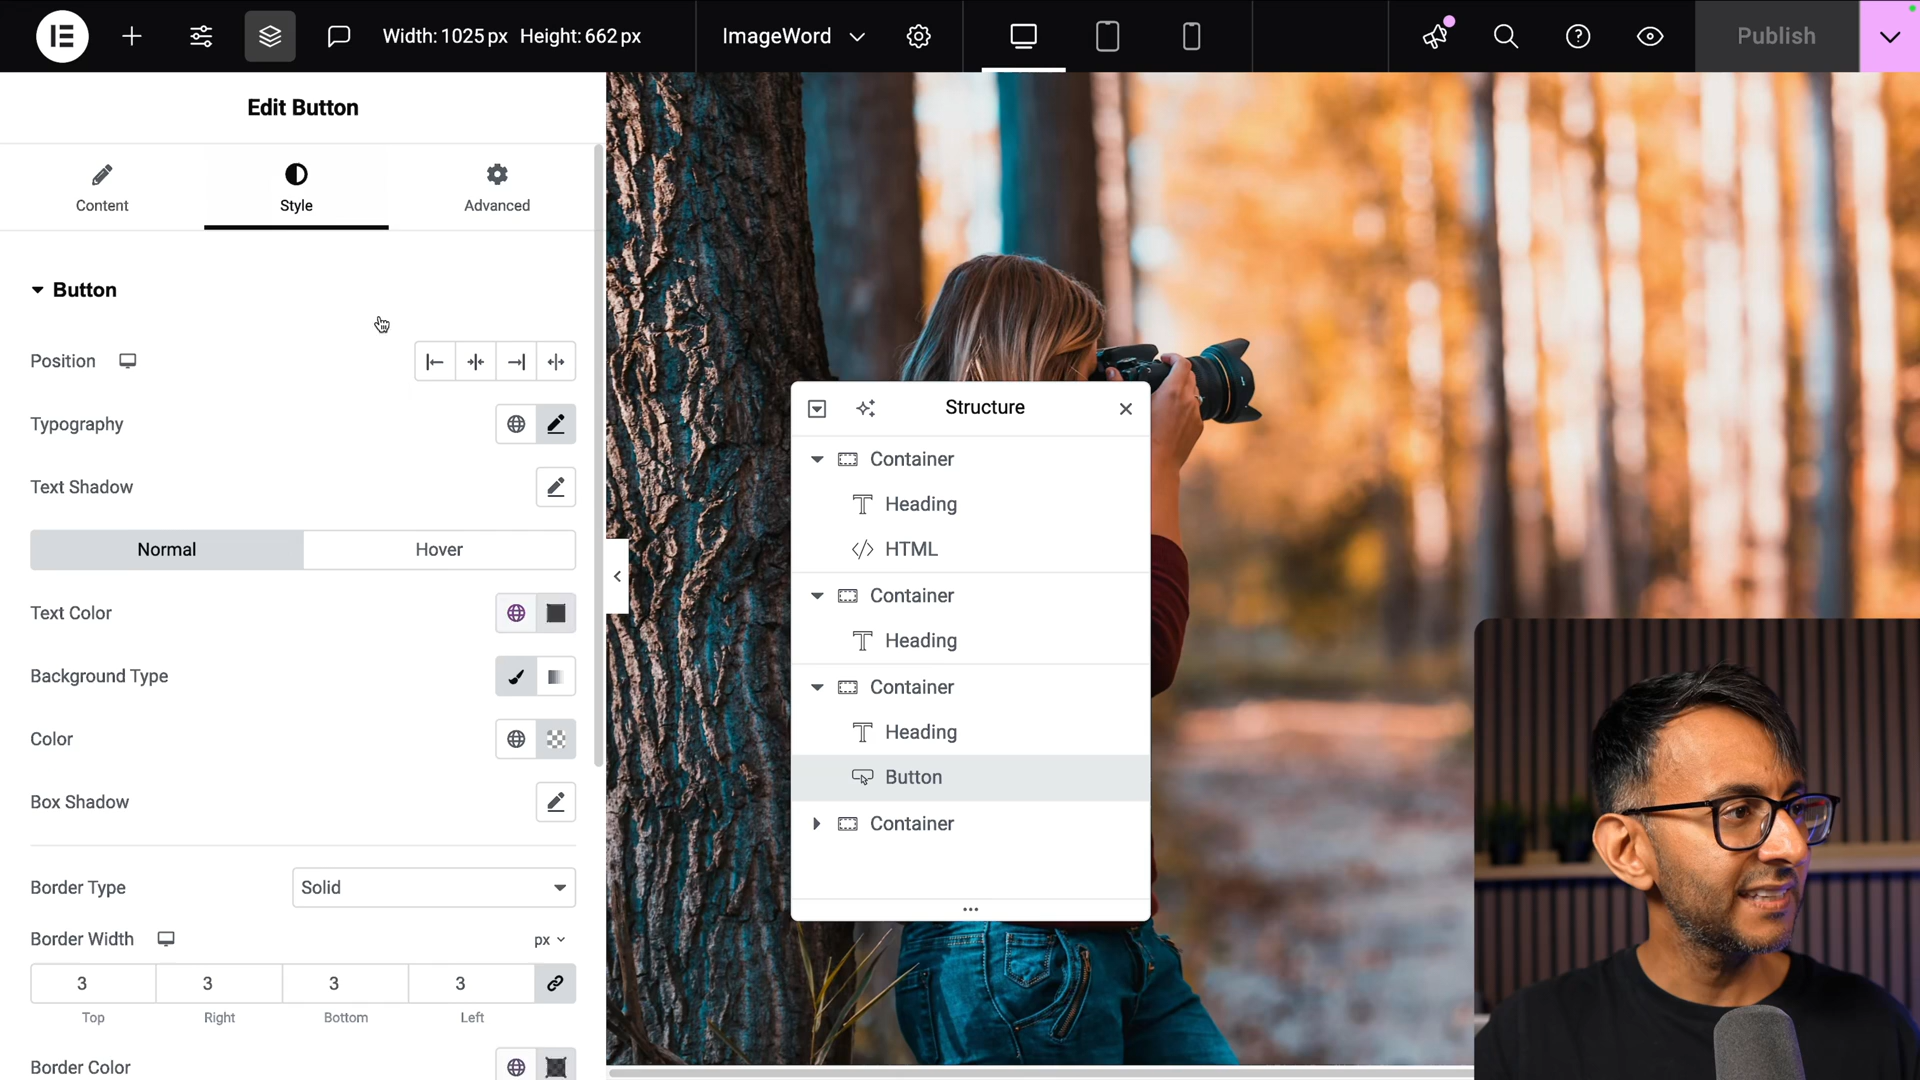 Width: 1025 px Height: 662 px
ImageWord
Publish
Edit Button
Content
Style
Advanced
Button
Position
Typography
Text Shadow
Normal
Hover
Text Color
Background Type
Color
Box Shadow
Border Type
Solid
Border Width
px
3
3
3
3
Top
Right
Bottom
Left
Border Color
Structure
Container
Heading
HTML
Container
Heading
Container
Heading
Button
Container